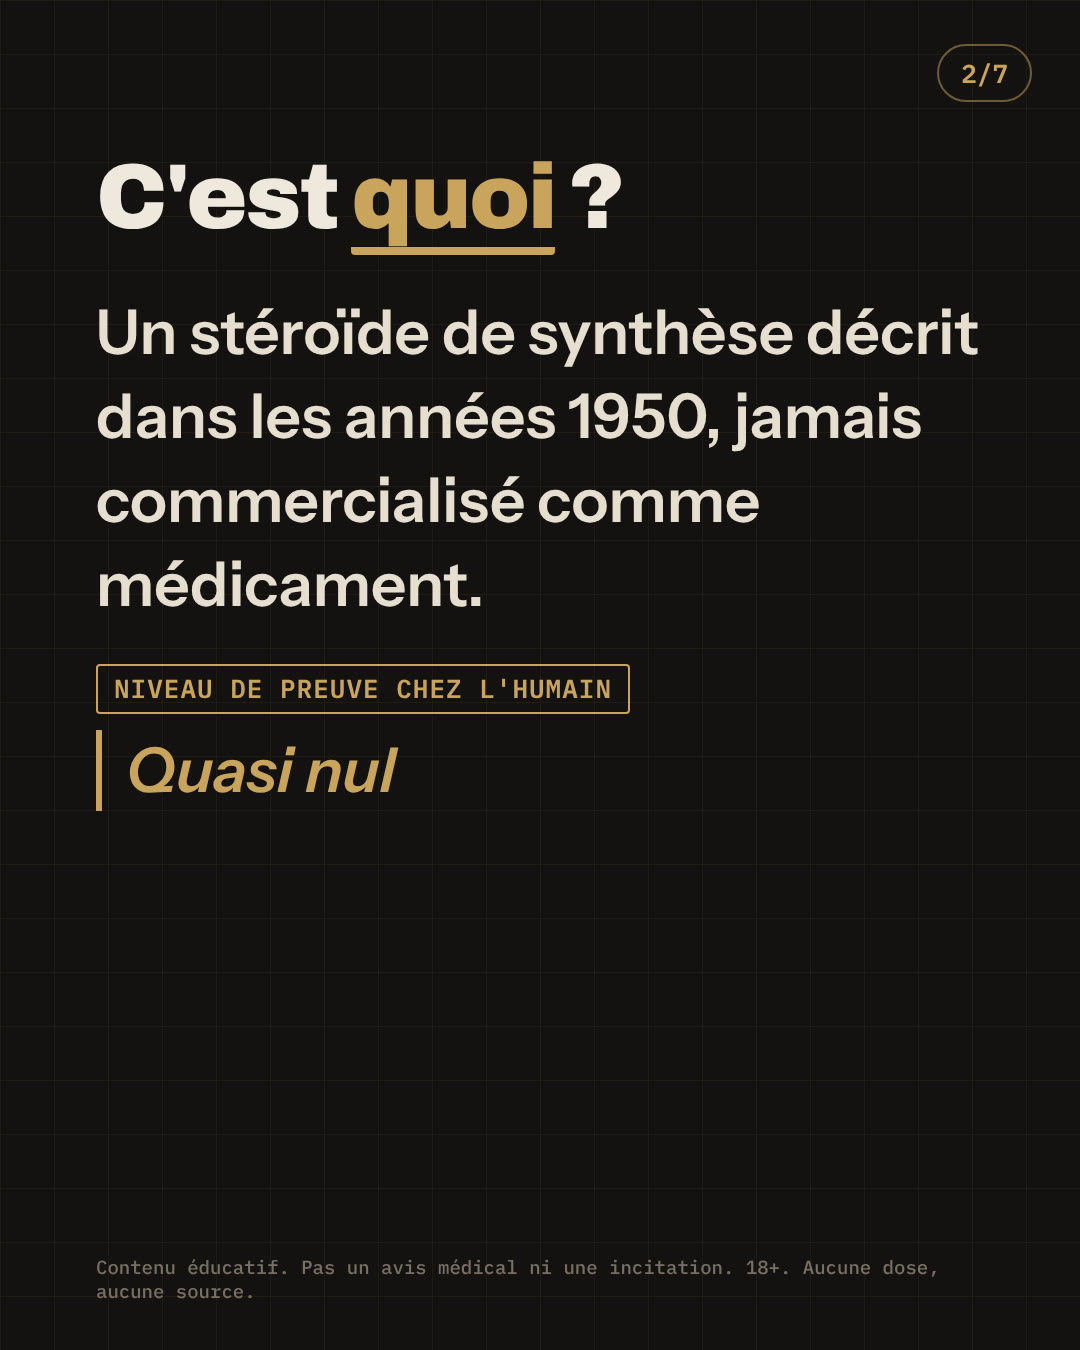 2/7
C'est quoi ?
Un stéroïde de synthèse décrit
dans les années 1950, jamais
commercialisé comme
médicament.
NIVEAU DE PREUVE CHEZ L'HUMAIN
Quasi nul
Contenu éducatif. Pas un avis médical ni une incitation. 18+. Aucune dose,
aucune source.